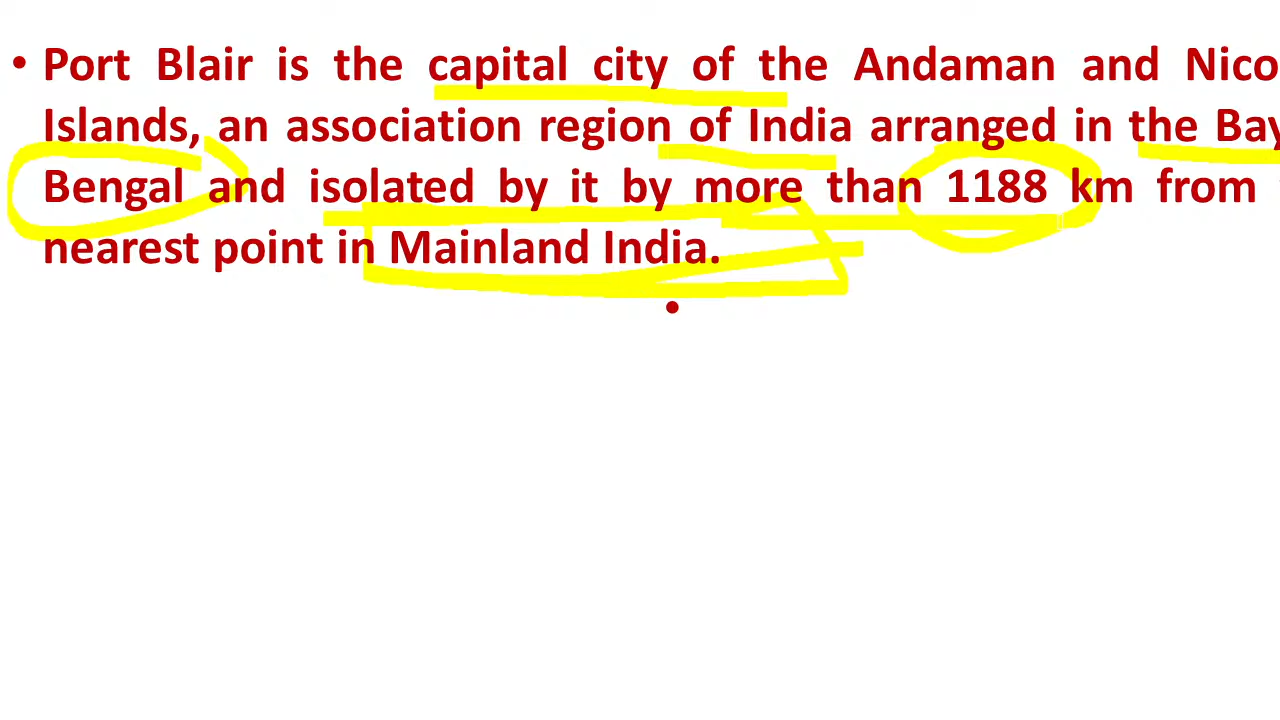 • Port Blair is the capital city of the Andaman and Nico
Islands, an association region of India arranged in the Bay
Bengal and isolated by it by more than 1188 km from
nearest point in Mainland India.
•